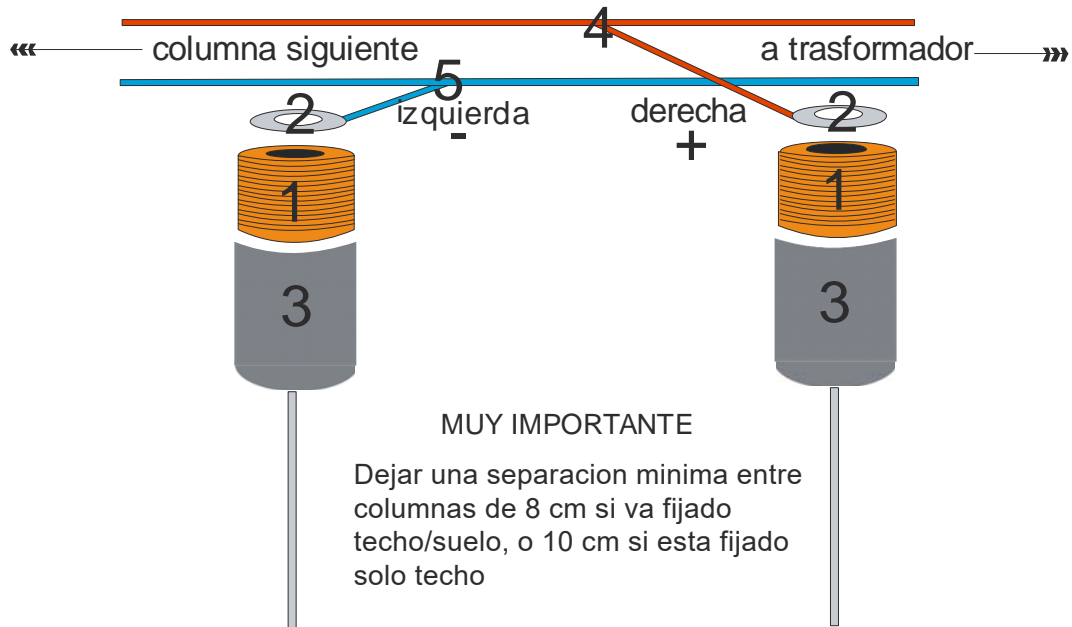 4
columna siguiente
a trasformador
5
2
izquierda
-
derecha
+
2
1
1
3
3
MUY IMPORTANTE
Dejar una separacion minima entre
columnas de 8 cm si va fijado
techo/suelo, o 10 cm si esta fijado
solo techo